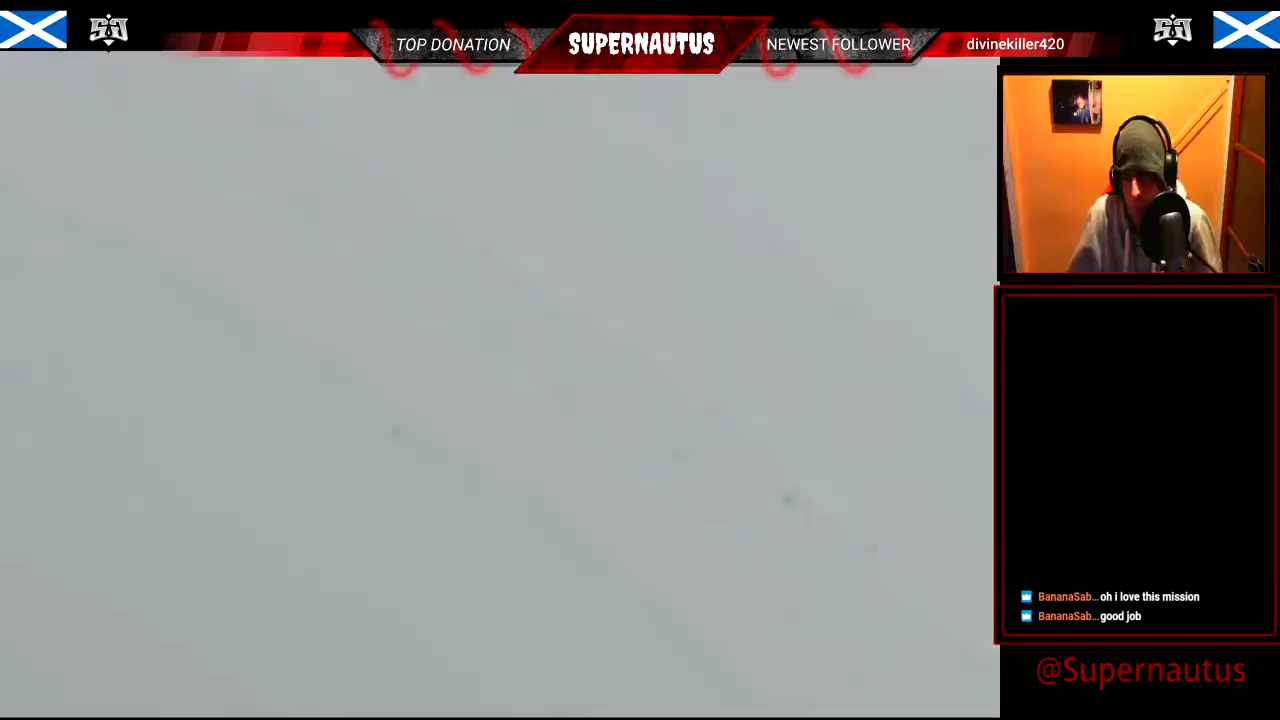 TOP DONATION
SUPERNAUTUS
NEWEST FOLLOWER
divinekiller420
BananaSab... oh i love this mission
BananaSab... good job
@Supernautus